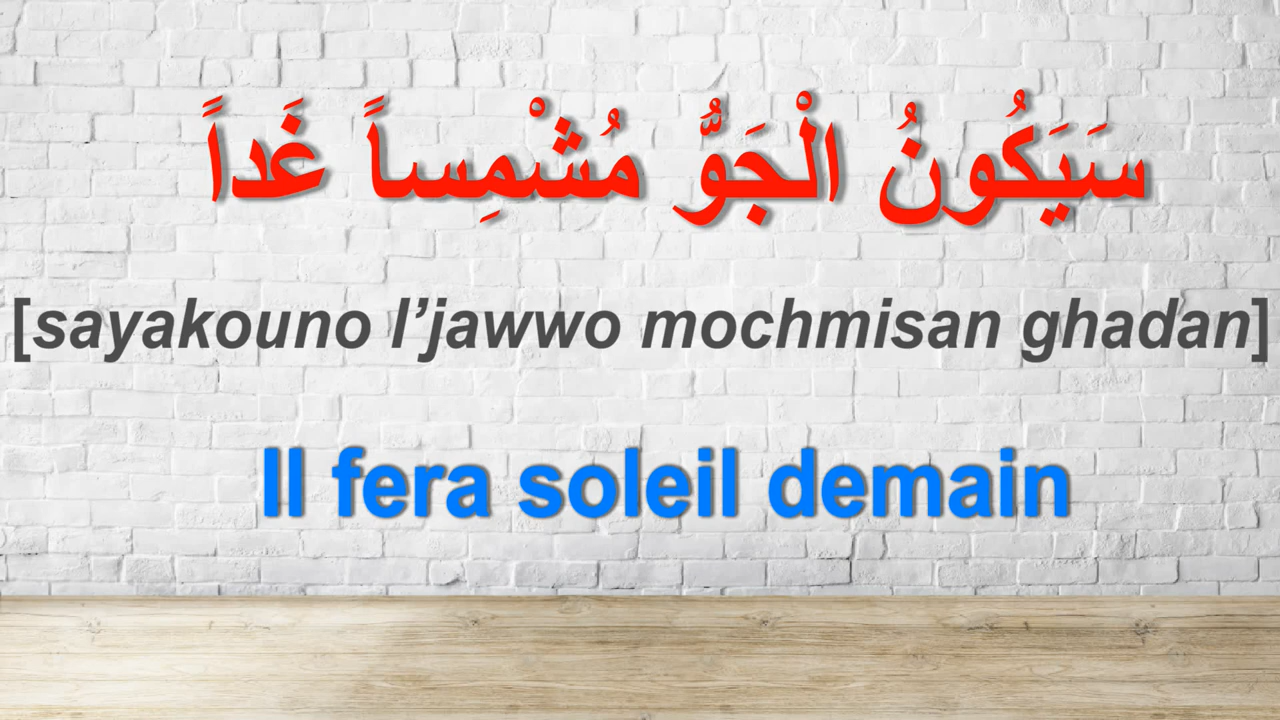 سَيَكُونُ الْجَوُّ مُشْمِساً غَداً
[sayakouno l’jawwo mochmisan ghadan]
Il fera soleil demain